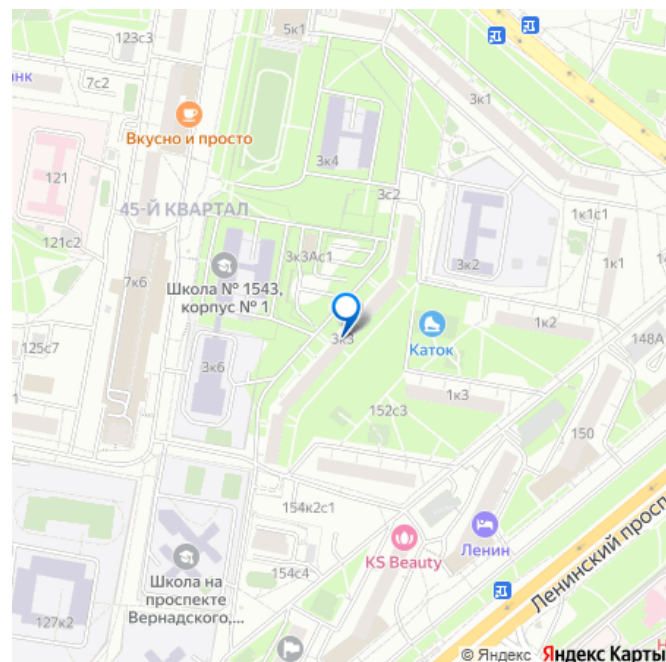 123с3
5к1
нк
7с2
3к1
Вкусно и просто
3к4
121
3с2
45-Й КВАРТАЛ
1к1с1
121с2
3к3Ас1
3к2
1к1
7к6
Школа № 1543,
корпус № 1
1к2
148А
3к3
Каток
125с7
3к6
1к3
152с3
150
154к2с1
Ленинский просп
KS Beauty
Ленин
154с4
Школа на
проспекте
Вернадского,...
127к2
© Яндекс Яндекс Карты